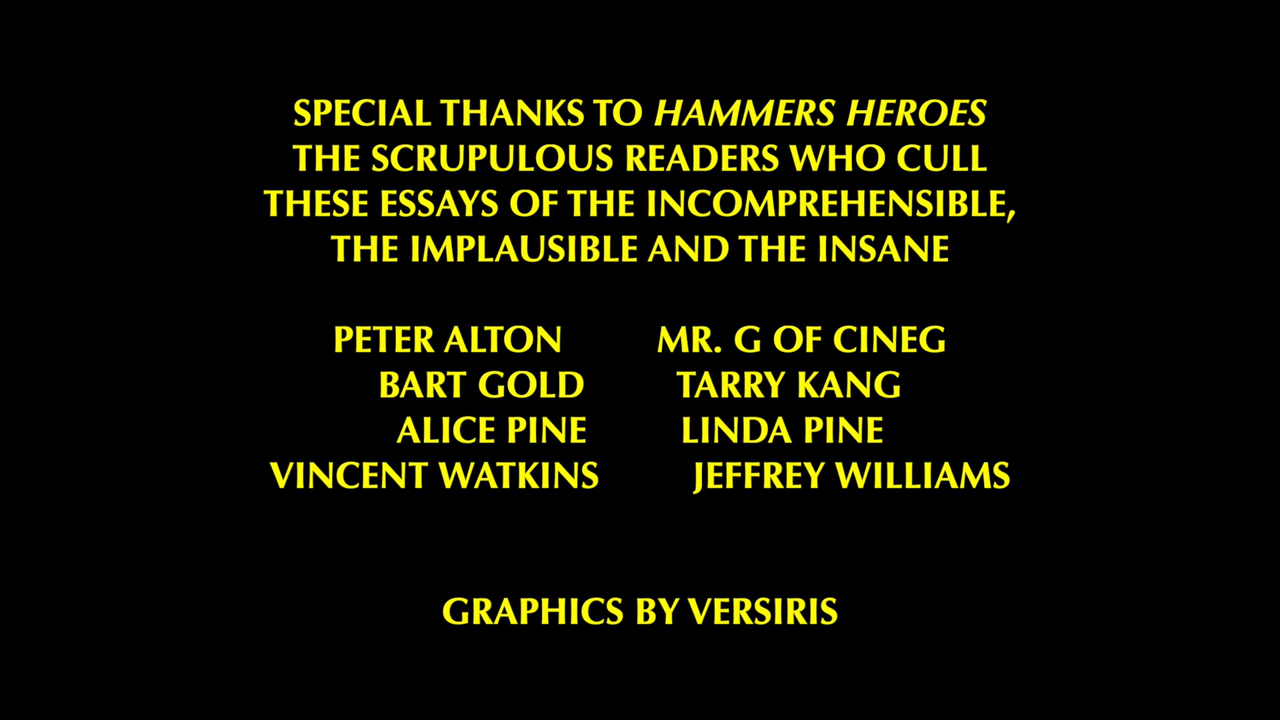 SPECIAL THANKS TO HAMMERS HEROES
THE SCRUPULOUS READERS WHO CULL
THESE ESSAYS OF THE INCOMPREHENSIBLE,
THE IMPLAUSIBLE AND THE INSANE
PETER ALTON MR. G OF CINEG
BART GOLD TARRY KANG
ALICE PINE LINDA PINE
VINCENT WATKINS JEFFREY WILLIAMS
GRAPHICS BY VERSIRIS